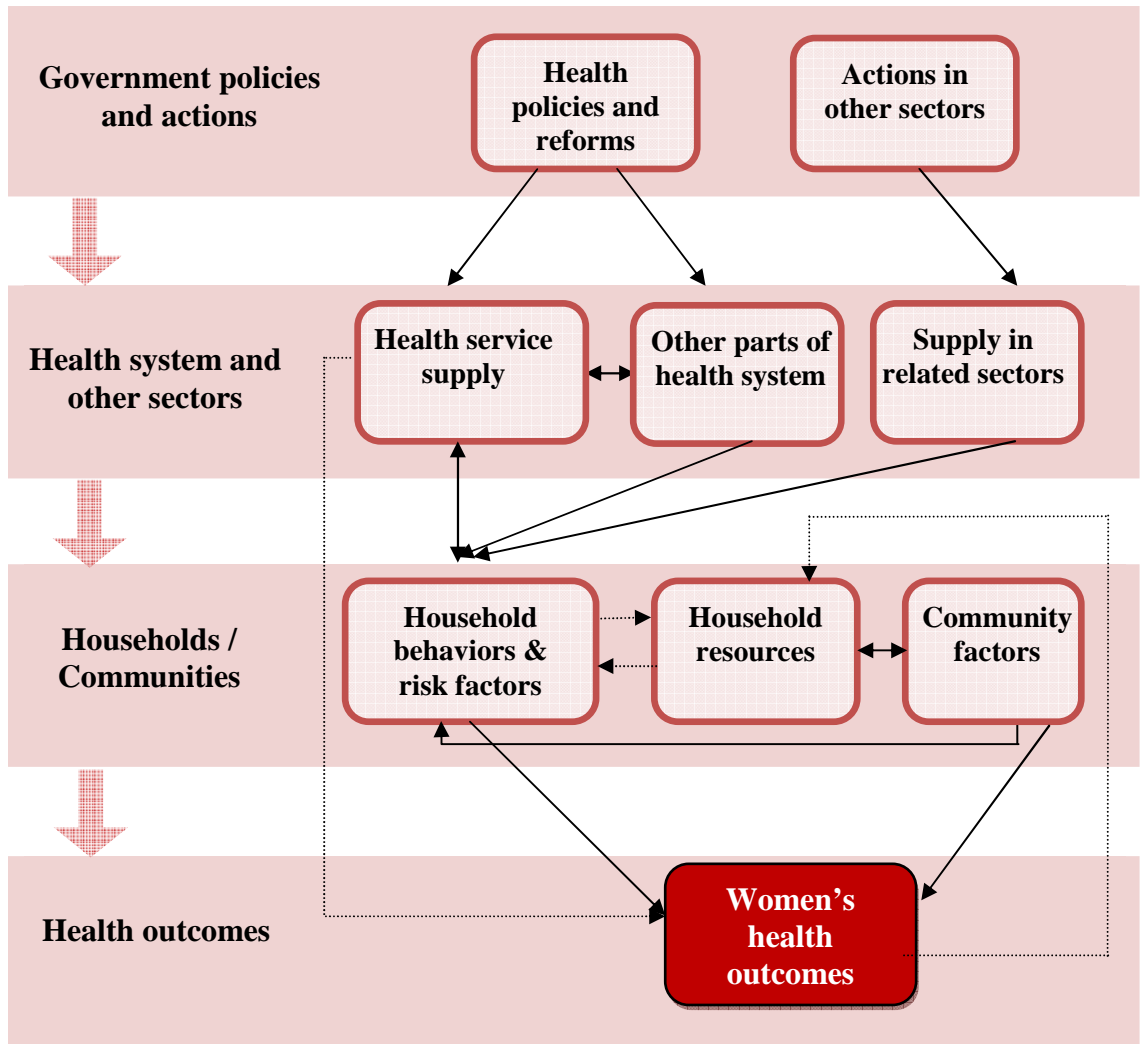 Government policies
and actions
Health
policies and
reforms
Actions in
other sectors
Health system and
other sectors
Health service
supply
Other parts of
health system
Supply in
related sectors
Households /
Communities
Household
behaviors &
risk factors
Household
resources
Community
factors
Health outcomes
Women’s
health
outcomes